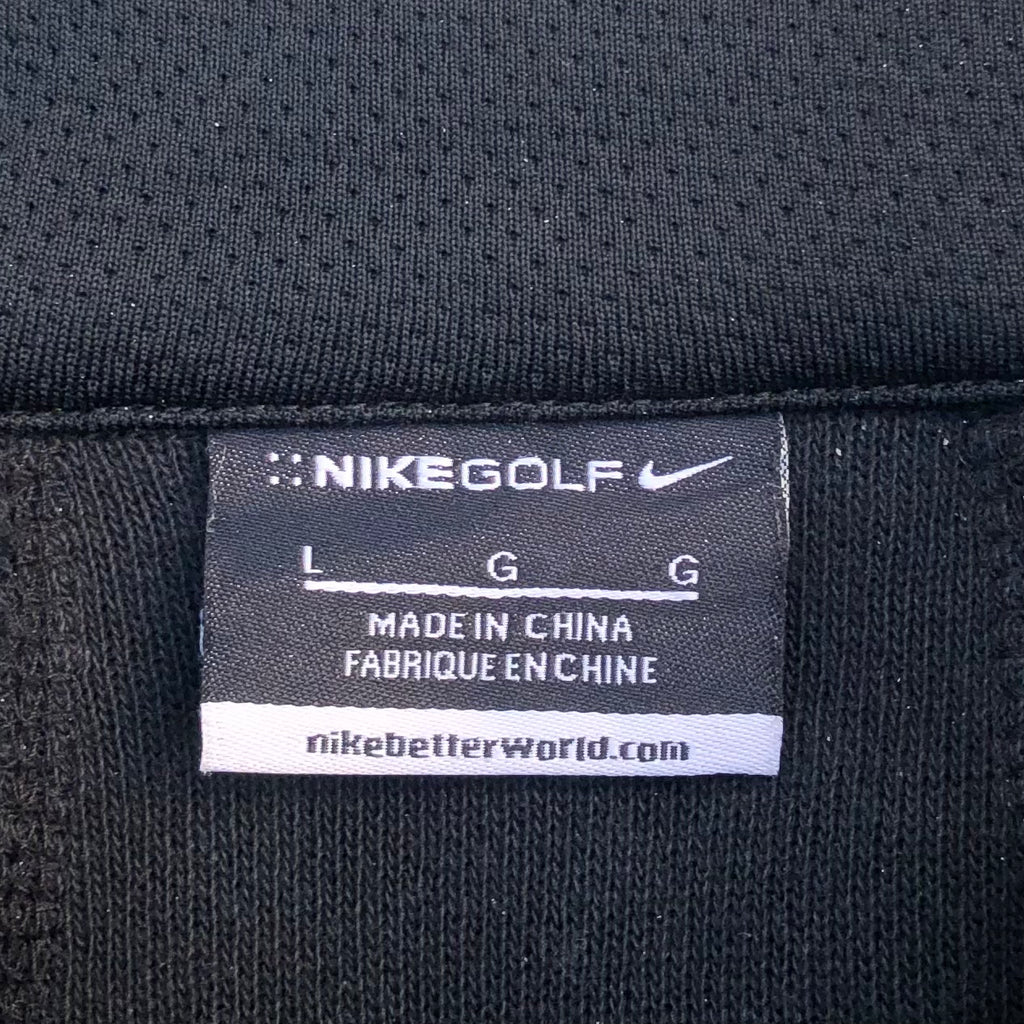 NIKEGOLF
L G G
MADE IN CHINA
FABRIQUE EN CHINE
nikebetterworld.com